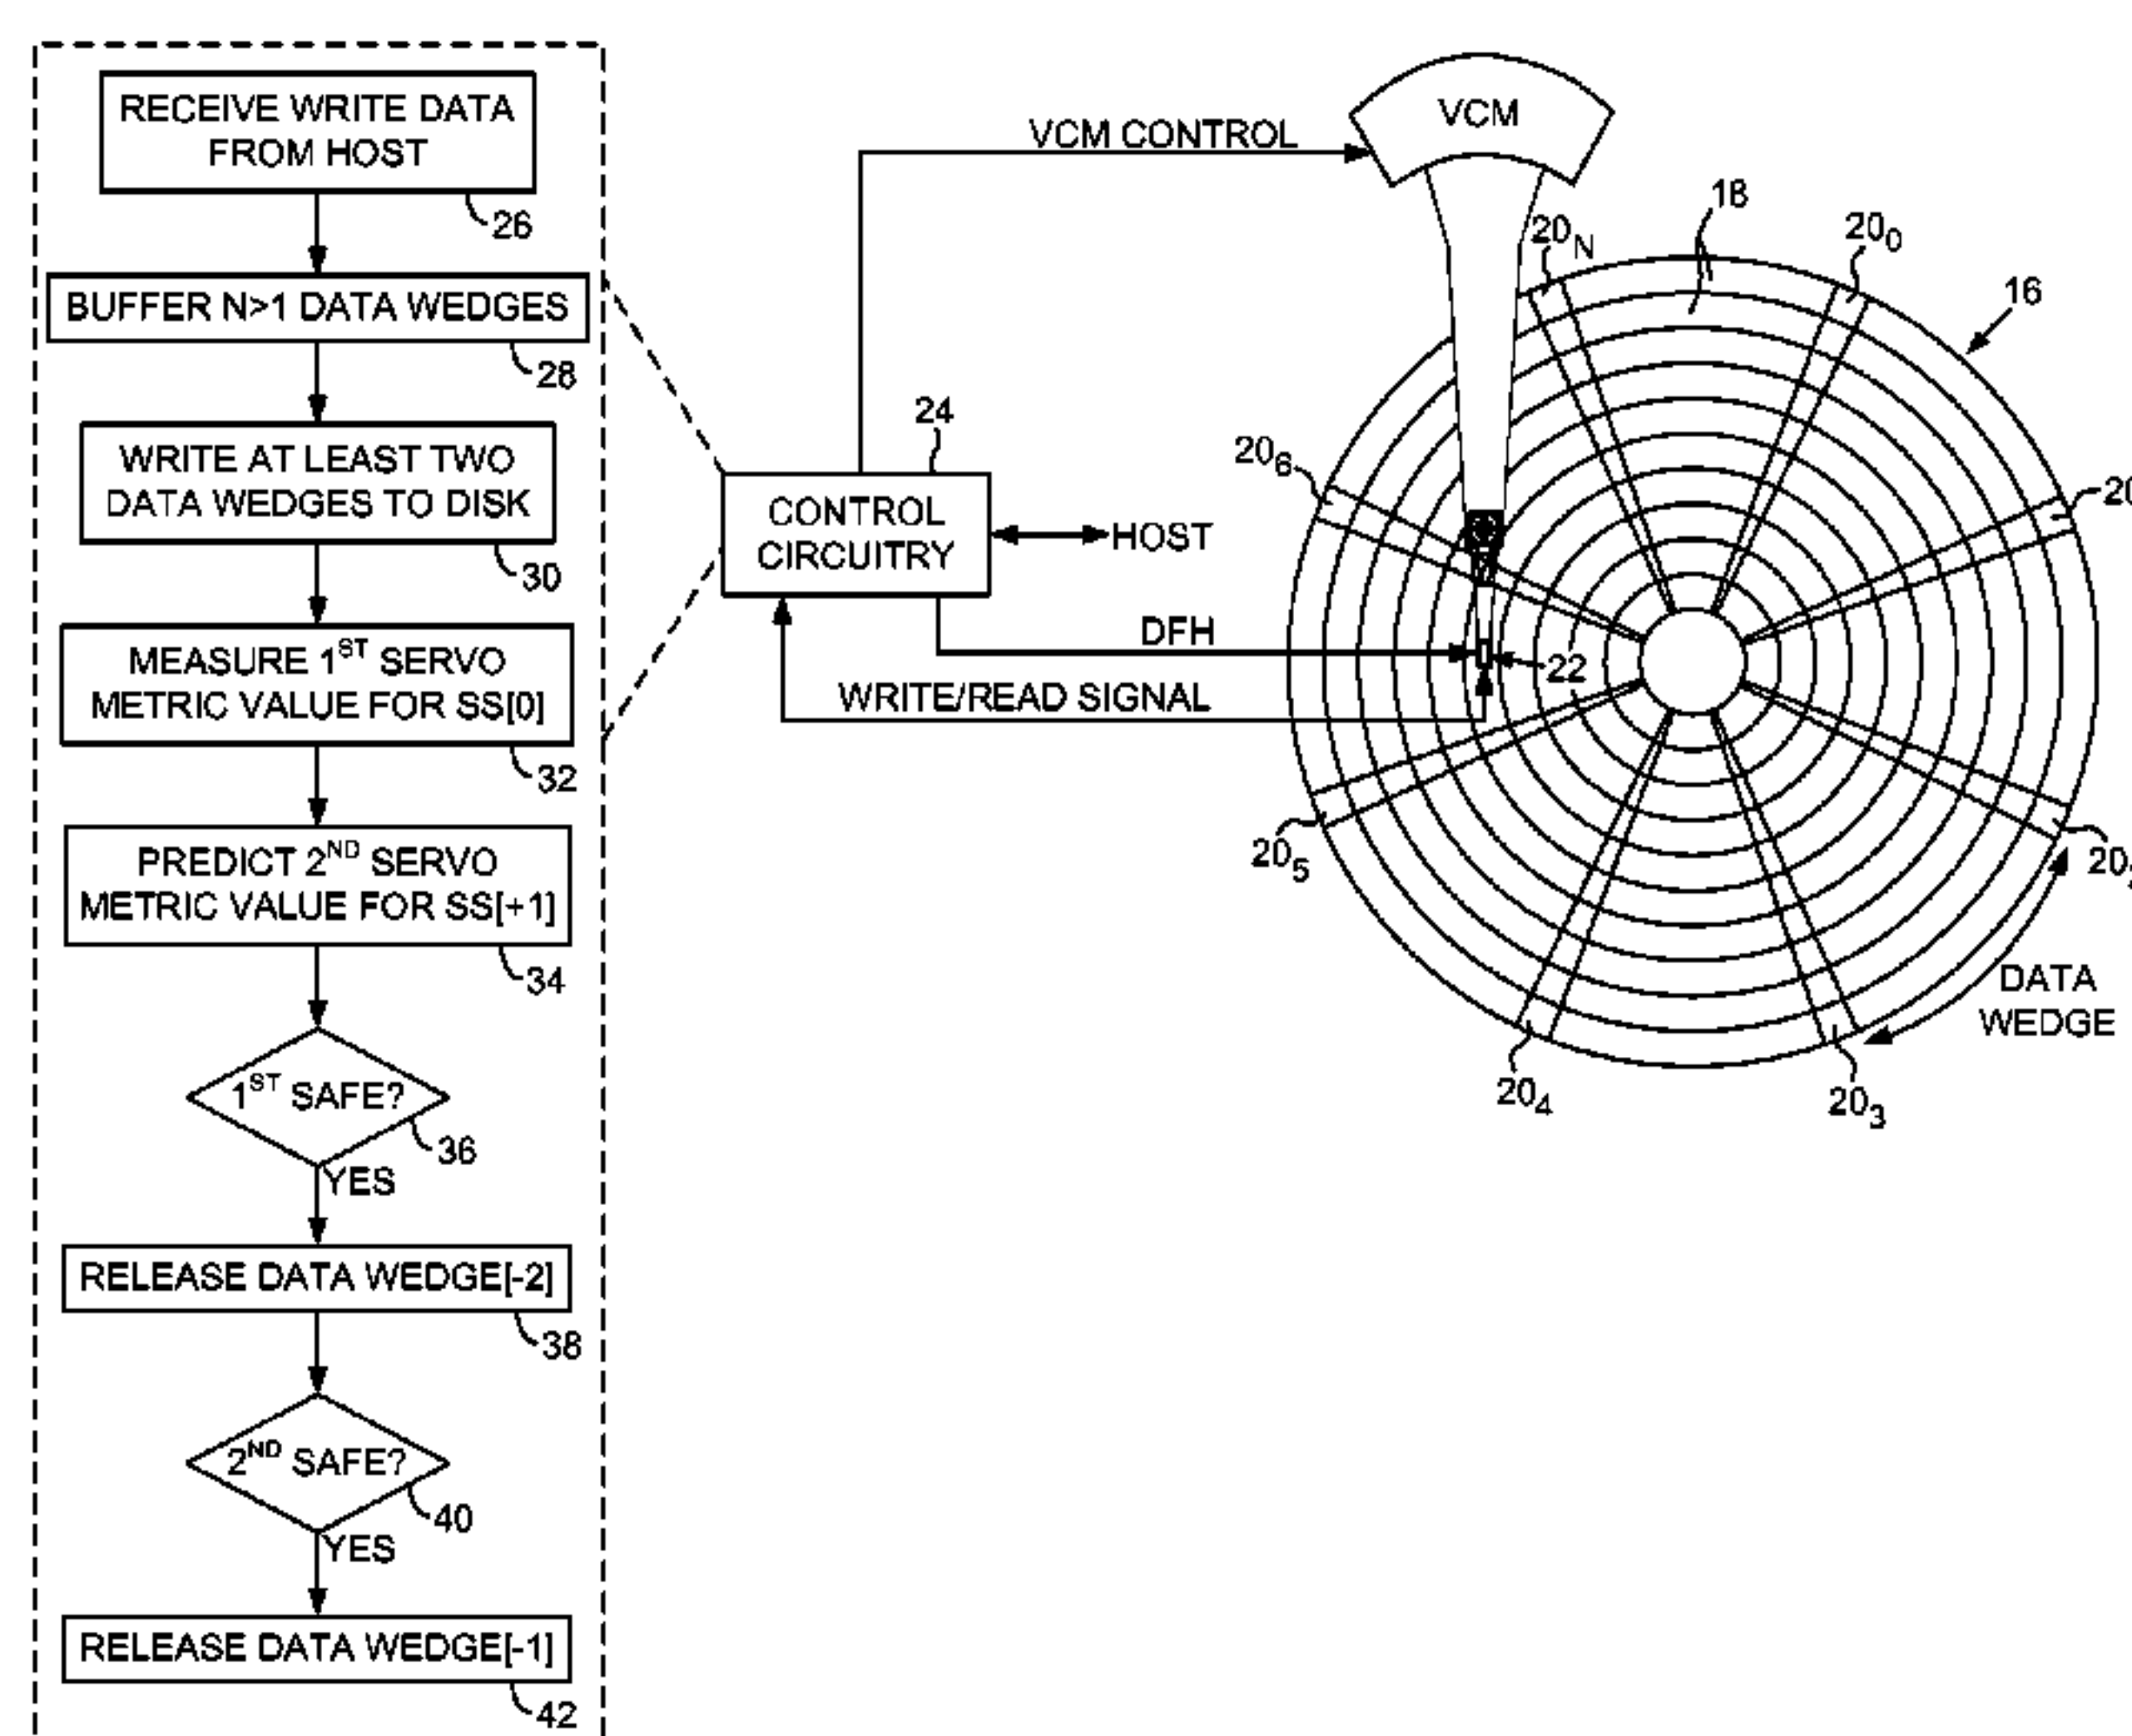 RECEIVE WRITE DATA
FROM HOST
26
BUFFER N>1 DATA WEDGES
28
WRITE AT LEAST TWO
DATA WEDGES TO DISK
30
MEASURE 1ST SERVO
METRIC VALUE FOR SS[0]
32
PREDICT 2ND SERVO
METRIC VALUE FOR SS[+1]
34
1ST SAFE?
36
YES
RELEASE DATA WEDGE[-2]
38
2ND SAFE?
40
YES
RELEASE DATA WEDGE[-1]
42
VCM CONTROL
VCM
24
CONTROL
CIRCUITRY
HOST
DFH
WRITE/READ SIGNAL
22
18
20N
200
16
206
205
204
203
DATA
WEDGE